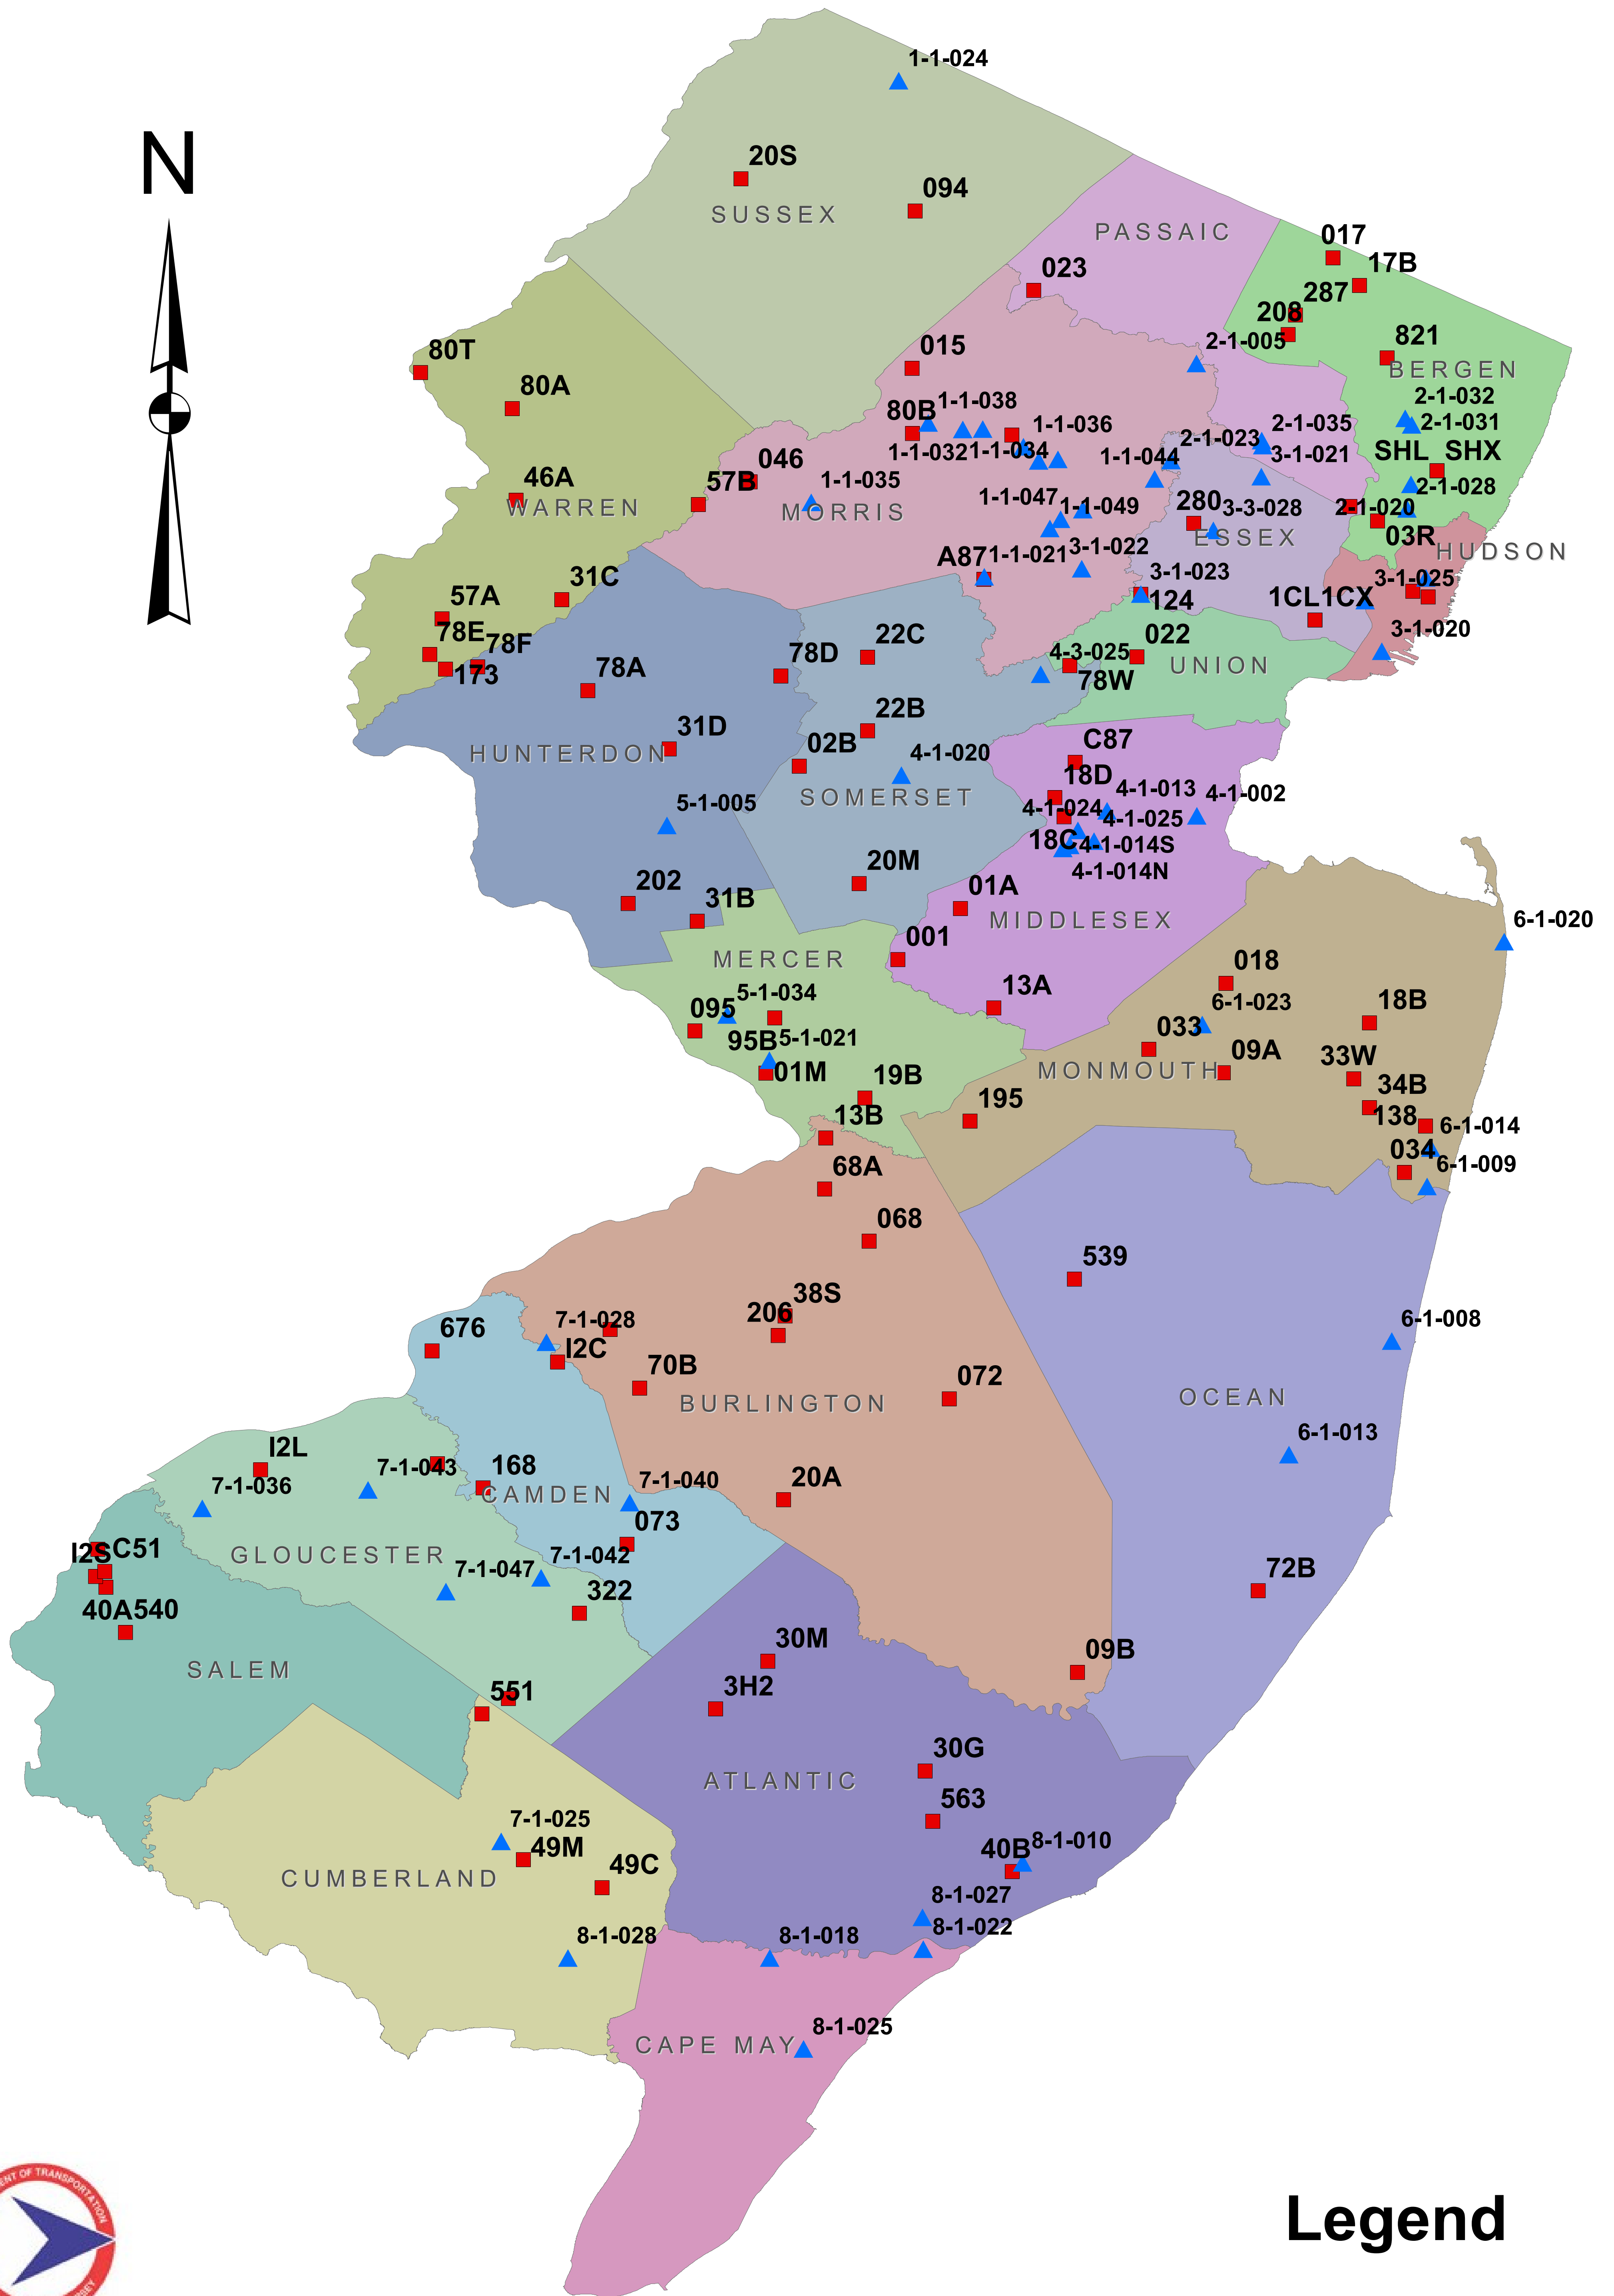 1-1-024
N
20S
094
SUSSEX
PASSAIC
017
17B
023
287
208
2-1-005
015
821
BERGEN
80T
80A
80B
1-1-038
1-1-036
2-1-032
2-1-031
2-1-035
2-1-023
1-1-032
1-1-034
1-1-044
3-1-021
SHL
SHX
046
57B
46A
WARREN
1-1-035
MORRIS
1-1-047
1-1-049
280
3-3-028
2-1-028
2-1-020
03R
ESSEX
HUDSON
A87
1-1-021
3-1-022
3-1-023
124
3-1-025
1CL
1CX
3-1-020
31C
57A
78E
78F
173
78A
78D
22C
022
4-3-025
78W
UNION
31D
HUNTERDON
22B
02B
4-1-020
SOMERSET
C87
18D
4-1-013
4-1-002
4-1-024
4-1-025
18C
4-1-014S
4-1-014N
5-1-005
20M
202
31B
01A
MIDDLESEX
001
MERCER
6-1-020
13A
018
6-1-023
18B
095
5-1-034
95B
5-1-021
01M
033
09A
MONMOUTH
33W
34B
138
6-1-014
19B
195
13B
034
6-1-009
68A
068
539
38S
206
6-1-008
676
7-1-028
I2C
70B
BURLINGTON
072
OCEAN
6-1-013
I2L
7-1-036
7-1-043
168
CAMDEN
7-1-040
073
20A
I2S
C51
GLOUCESTER
7-1-047
7-1-042
322
72B
40A
540
SALEM
30M
3H2
09B
551
30G
ATLANTIC
563
7-1-025
49M
CUMBERLAND
49C
40B
8-1-010
8-1-027
8-1-022
8-1-028
8-1-018
8-1-025
CAPE MAY
OF TRANSPORTATION
Legend